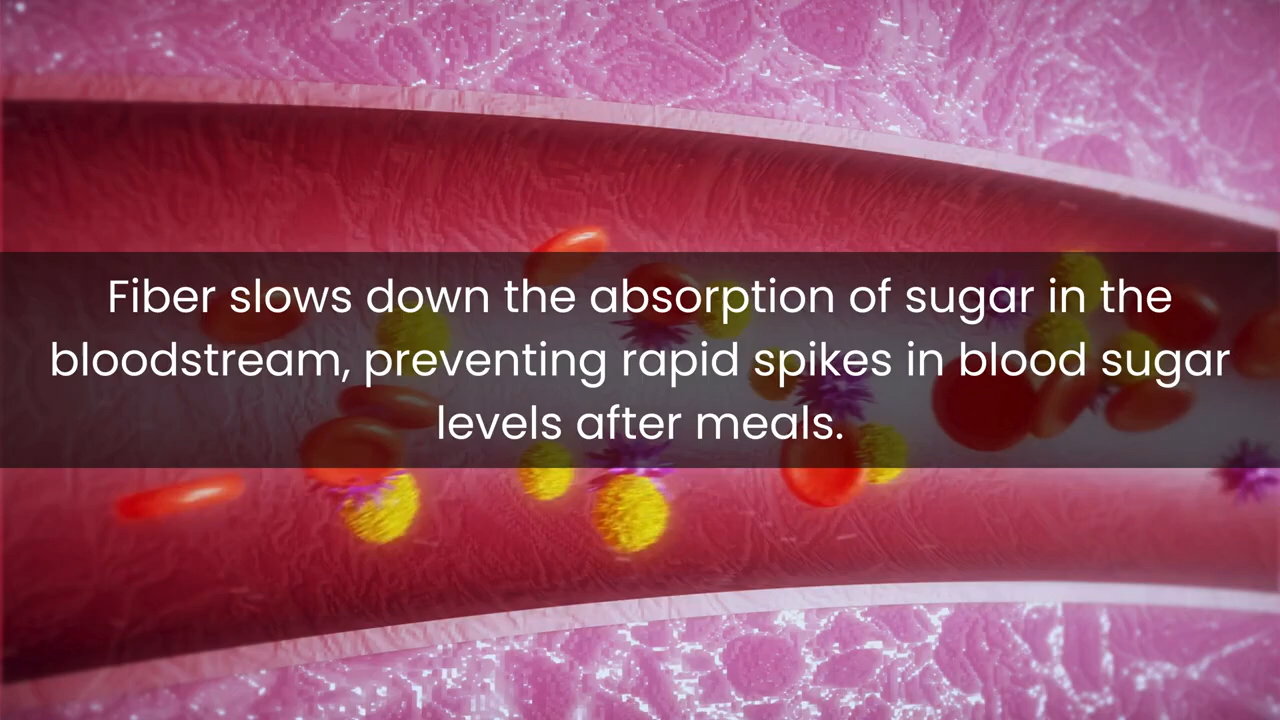 Fiber slows down the absorption of sugar in the
bloodstream, preventing rapid spikes in blood sugar
levels after meals.